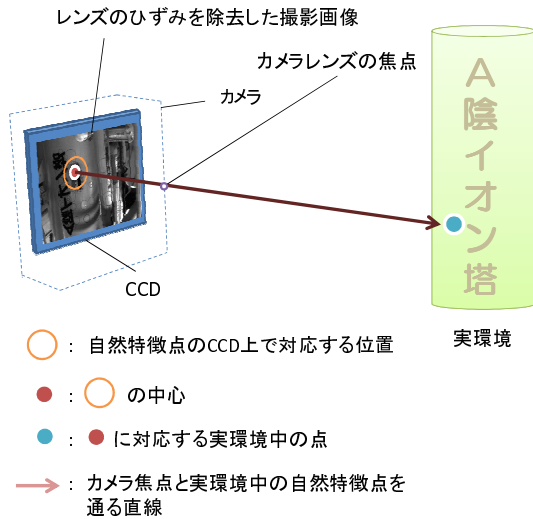 レンズのひずみを除去した撮影画像
カメラレンズの焦点
カメラ
A陰イオン塔
CCD
実環境
： 自然特徴点のCCD上で対応する位置
： の中心
： に対応する実環境中の点
： カメラ焦点と実環境中の自然特徴点を
通る直線